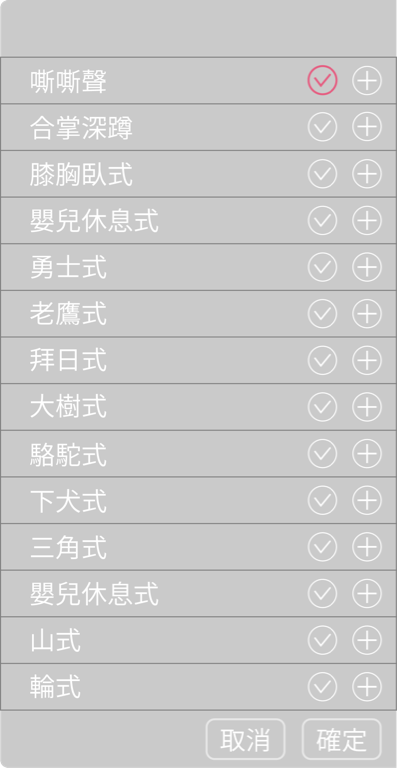 嘶嘶聲
合掌深蹲
膝胸臥式
嬰兒休息式
勇士式
老鷹式
拜日式
大樹式
駱駝式
下犬式
三角式
嬰兒休息式
山式
輪式
取消 確定